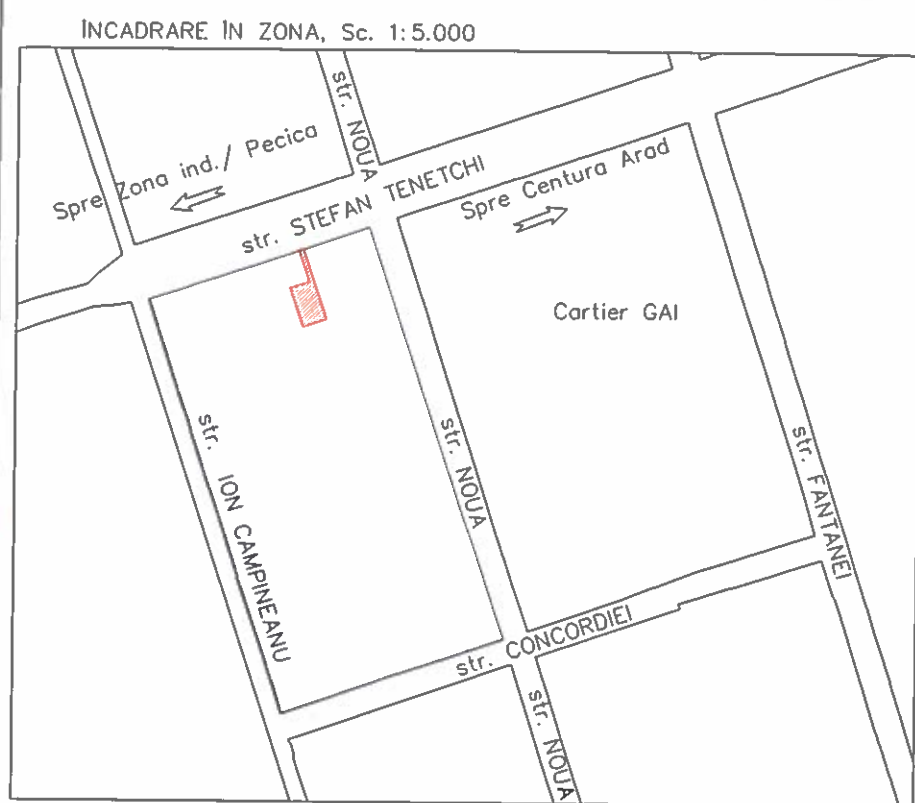 INCADRARE IN ZONA, Sc. 1:5.000
str. NOUA
Spre Zona ind./ Pecica
str. STEFAN TENETCHI
Spre Centura Arad
Cartier GAI
str. ION CAMPINEANU
str. NOUA
str. FANTANEI
str. CONCORDIEI
str. NOUA